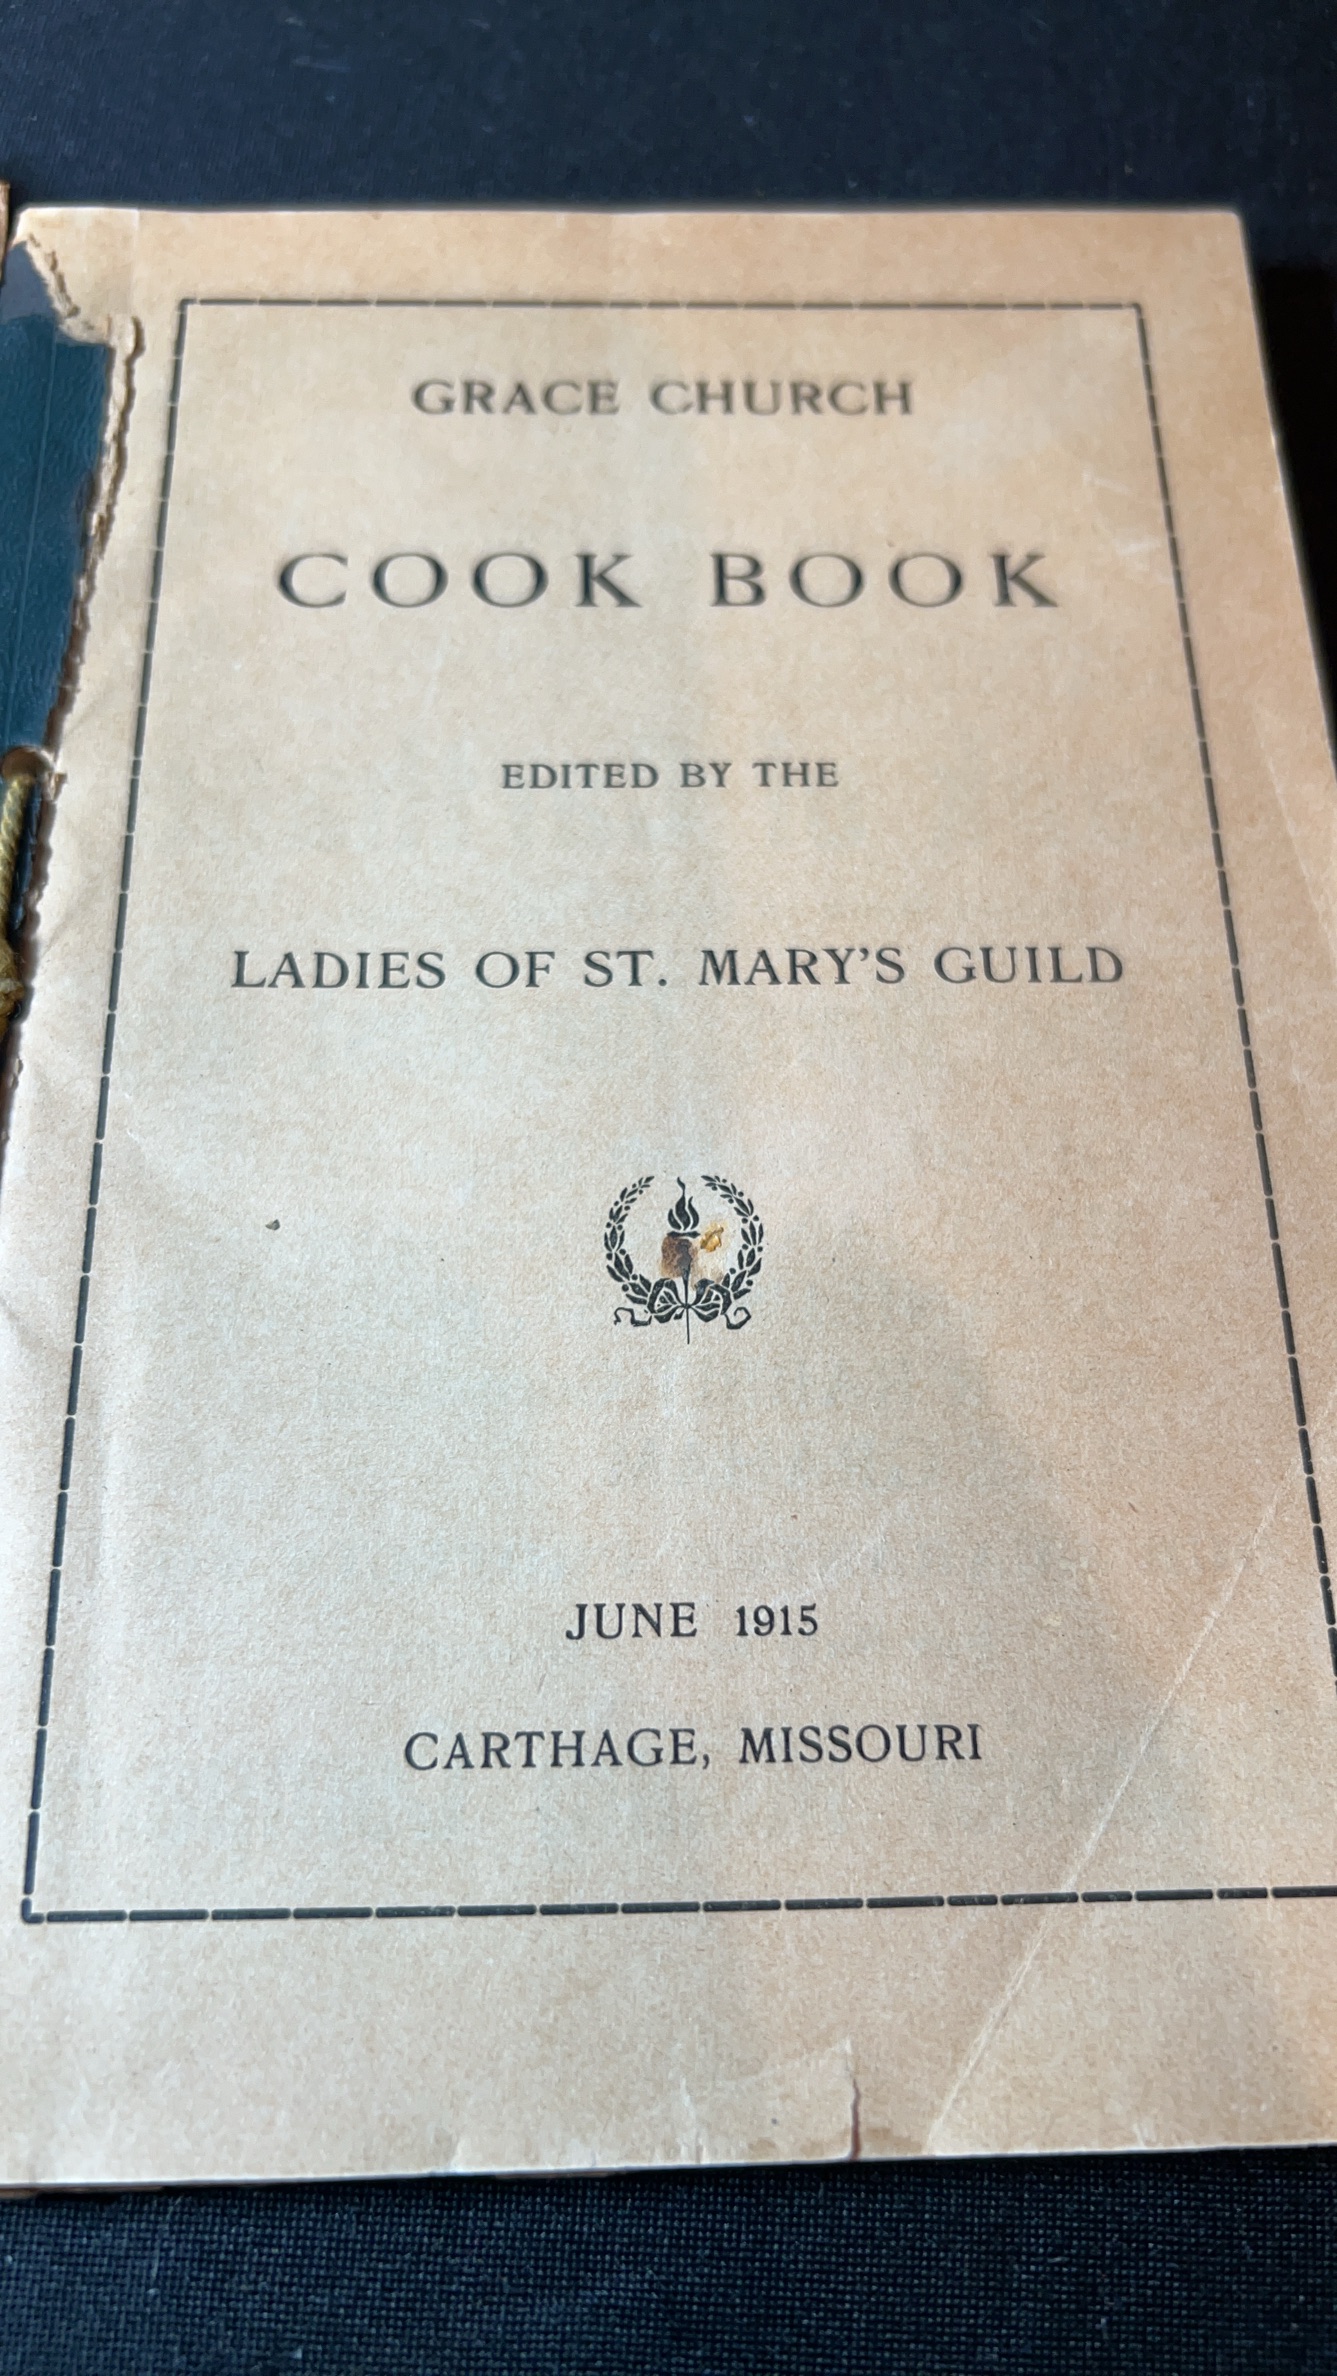 GRACE CHURCH
COOK BOOK
EDITED BY THE
LADIES OF ST. MARY'S GUILD
JUNE 1915
CARTHAGE, MISSOURI